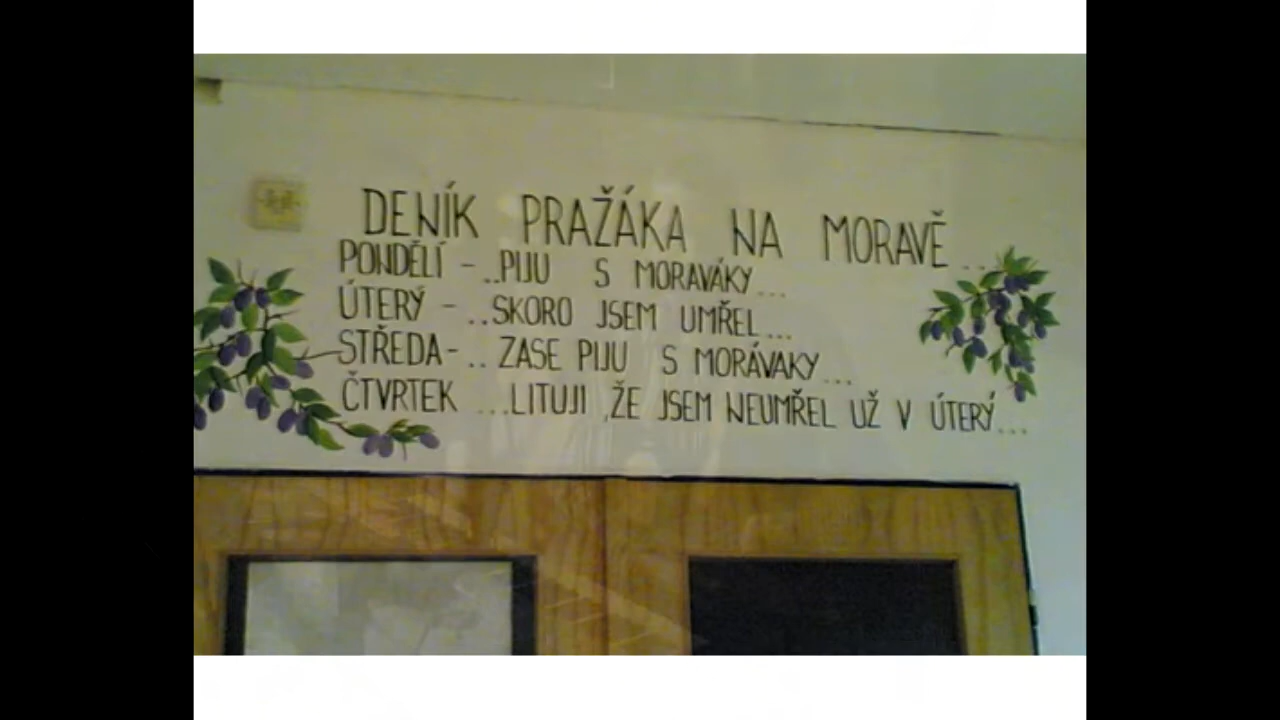 DENÍK PRAŽÁKA NA MORAVĚ..
PONDĚLÍ - ..PIJU S MORAVÁKY...
ÚTERÝ - ..SKORO JSEM UMŘEL...
STŘEDA- .. ZASE PIJU S MORÁVAKY...
ČTVRTEK ...LITUJI ,ŽE JSEM NEUMŘEL UŽ V ÚTERÝ...